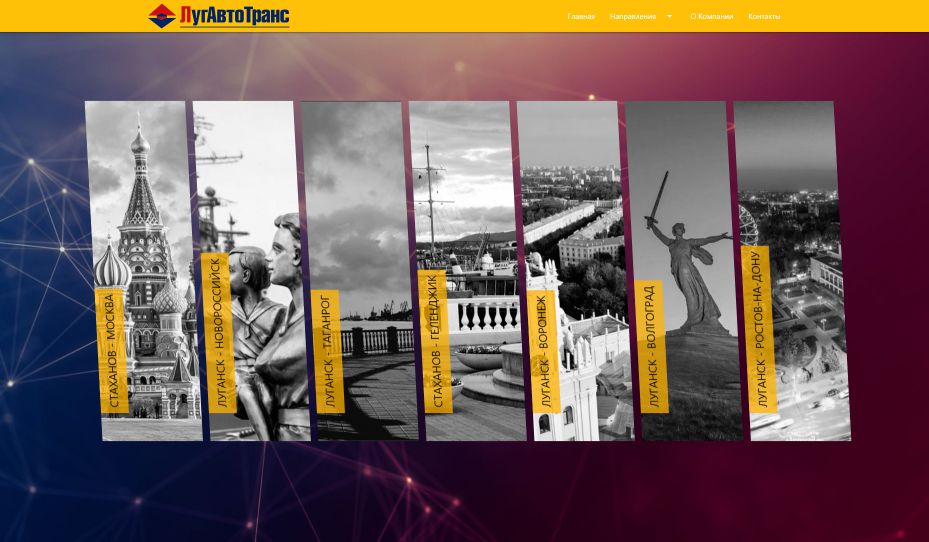 ЛугАвтоТранс
Главная
Направления
О Компании
Контакты
СТАХАНОВ - МОСКВА
ЛУГАНСК - НОВОРОССИЙСК
ЛУГАНСК - ТАГАНРОГ
СТАХАНОВ - ГЕЛЕНДЖИК
ЛУГАНСК - ВОРОНЕЖ
ЛУГАНСК - ВОЛГОГРАД
ЛУГАНСК - РОСТОВ-НА-ДОНУ